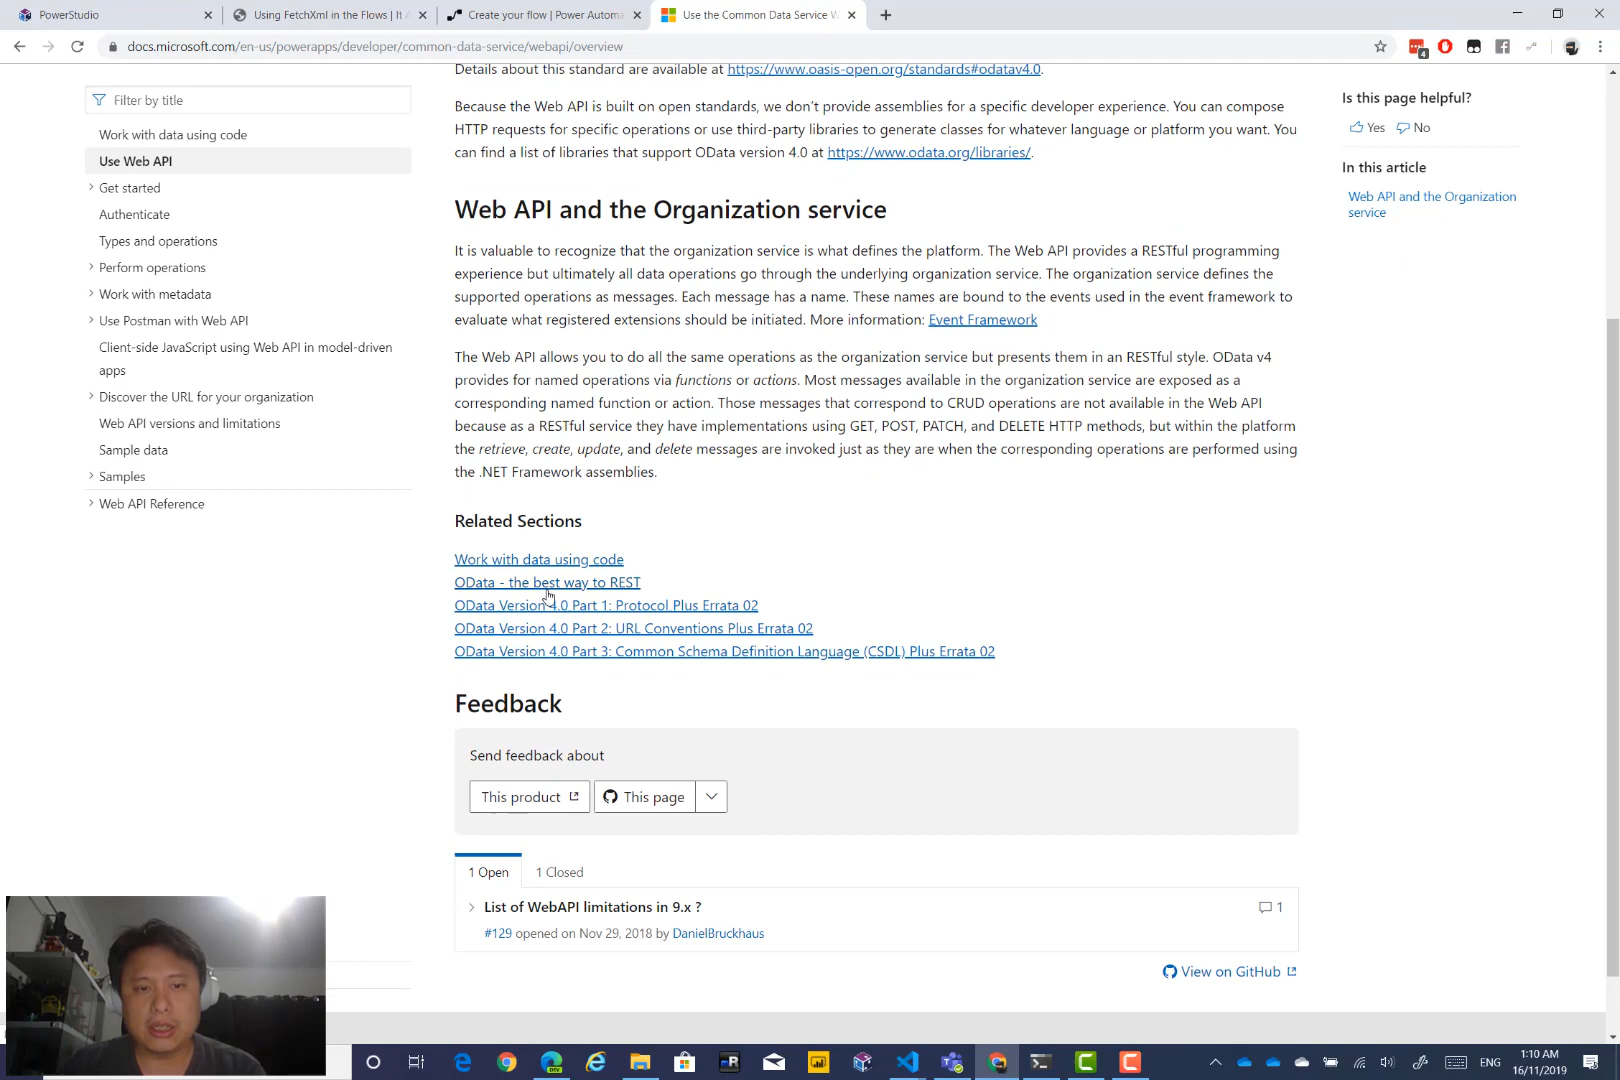 PowerStudio
Using FetchXml in the Flows | It A
Create your flow | Power Automa
Use the Common Data Service W
docs.microsoft.com/en-us/powerapps/developer/common-data-service/webapi/overview
4
Filter by title
Work with data using code
Use Web API
Get started
Authenticate
Types and operations
Perform operations
Work with metadata
Use Postman with Web API
Client-side JavaScript using Web API in model-driven
apps
Discover the URL for your organization
Web API versions and limitations
Sample data
Samples
Web API Reference
Details about this standard are available at https://www.oasis-open.org/standards#odatav4.0.
Because the Web API is built on open standards, we don't provide assemblies for a specific developer experience. You can compose
HTTP requests for specific operations or use third-party libraries to generate classes for whatever language or platform you want. You
can find a list of libraries that support OData version 4.0 at https://www.odata.org/libraries/.
Web API and the Organization service
It is valuable to recognize that the organization service is what defines the platform. The Web API provides a RESTful programming
experience but ultimately all data operations go through the underlying organization service. The organization service defines the
supported operations as messages. Each message has a name. These names are bound to the events used in the event framework to
evaluate what registered extensions should be initiated. More information: Event Framework
The Web API allows you to do all the same operations as the organization service but presents them in an RESTful style. OData v4
provides for named operations via functions or actions. Most messages available in the organization service are exposed as a
corresponding named function or action. Those messages that correspond to CRUD operations are not available in the Web API
because as a RESTful service they have implementations using GET, POST, PATCH, and DELETE HTTP methods, but within the platform
the retrieve, create, update, and delete messages are invoked just as they are when the corresponding operations are performed using
the .NET Framework assemblies.
Related Sections
Work with data using code
OData - the best way to REST
OData Version 4.0 Part 1: Protocol Plus Errata 02
OData Version 4.0 Part 2: URL Conventions Plus Errata 02
OData Version 4.0 Part 3: Common Schema Definition Language (CSDL) Plus Errata 02
Feedback
Send feedback about
This product
This page
1 Open
1 Closed
List of WebAPI limitations in 9.x ?
1
#129 opened on Nov 29, 2018 by DanielBruckhaus
View on GitHub
Is this page helpful?
Yes
No
In this article
Web API and the Organization
service
DEV
R
ENG
1:10 AM
16/11/2019